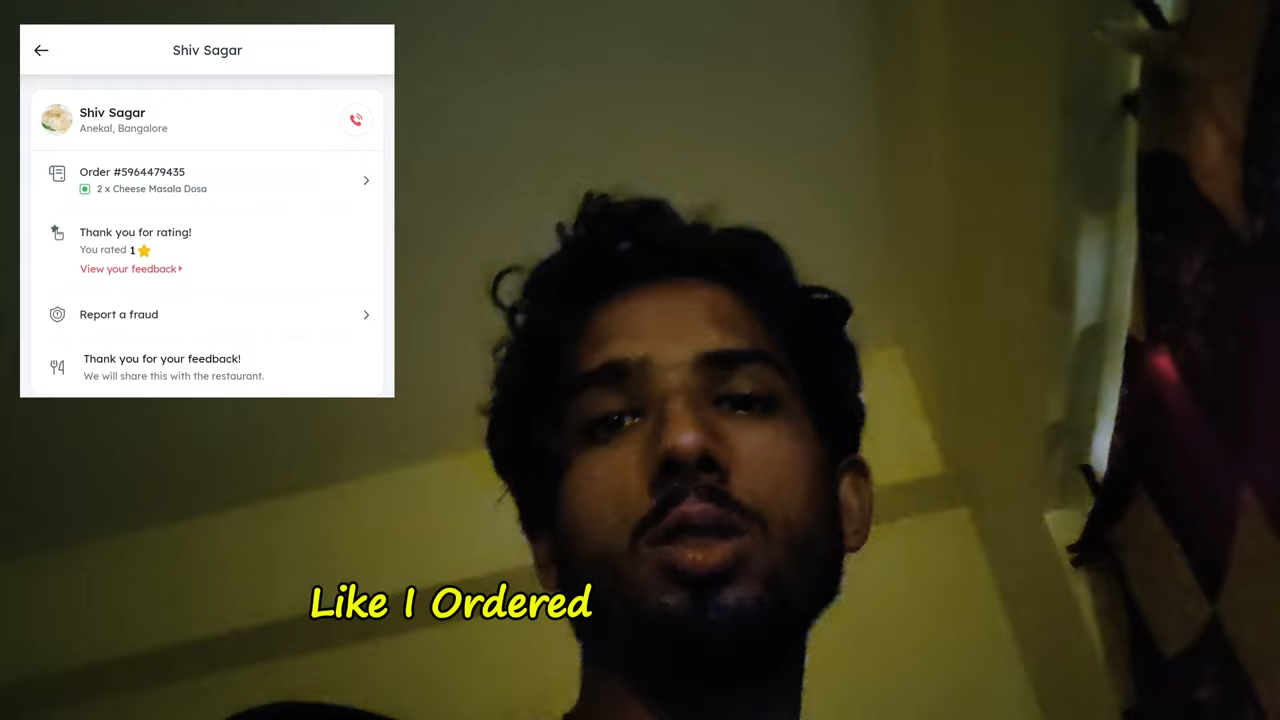 Shiv Sagar
Shiv Sagar
Anekal, Bangalore
Order #5964479435
2 x Cheese Masala Dosa
Thank you for rating!
You rated 1
View your feedback
Report a fraud
Thank you for your feedback!
We will share this with the restaurant.
Like I Ordered